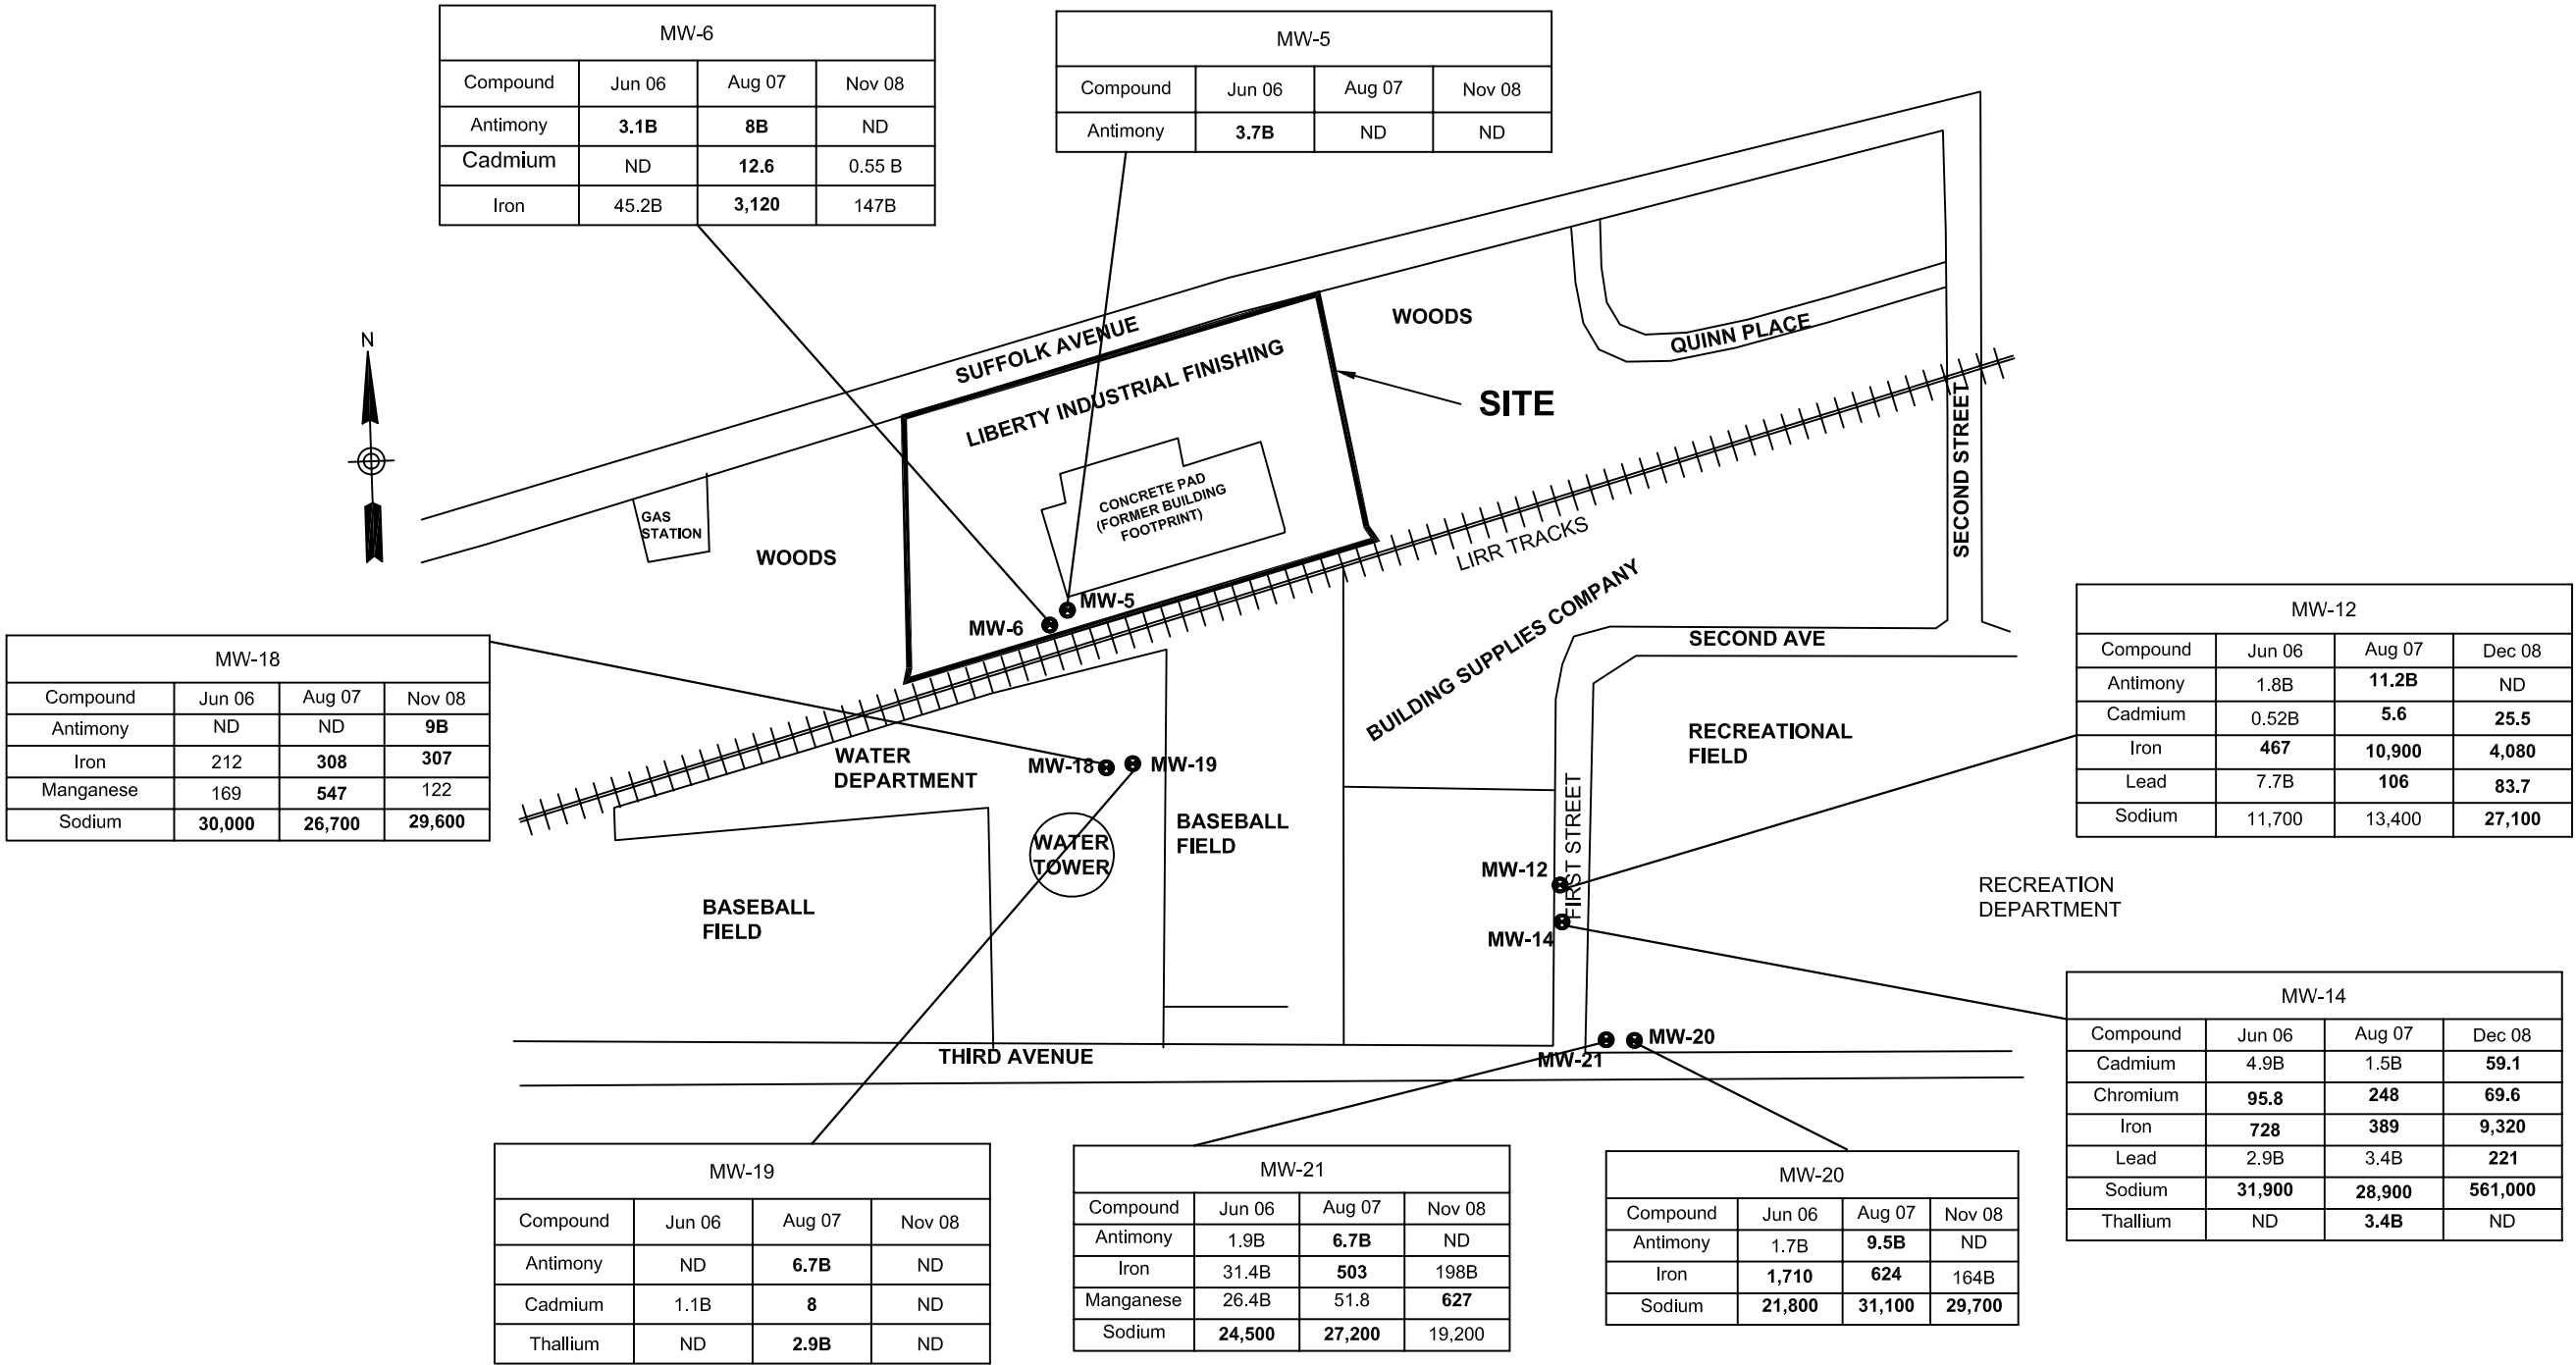 MW-6
Compound Jun 06 Aug 07 Nov 08
Antimony 3.1B 8B ND
Cadmium ND 12.6 0.55 B
Iron 45.2B 3,120 147B
MW-5
Compound Jun 06 Aug 07 Nov 08
Antimony 3.7B ND ND
N
SUFFOLK AVENUE
LIBERTY INDUSTRIAL FINISHING
CONCRETE PAD
(FORMER BUILDING
FOOTPRINT)
WOODS
QUINN PLACE
SITE
SECOND STREET
LIRR TRACKS
GAS
STATION
WOODS
MW-5
MW-6
BUILDING SUPPLIES COMPANY
SECOND AVE
MW-18
Compound Jun 06 Aug 07 Nov 08
Antimony ND ND 9B
Iron 212 308 307
Manganese 169 547 122
Sodium 30,000 26,700 29,600
WATER
DEPARTMENT
MW-18
MW-19
WATER
TOWER
BASEBALL
FIELD
BASEBALL
FIELD
RECREATIONAL
FIELD
FIRST STREET
MW-12
MW-14
MW-12
Compound Jun 06 Aug 07 Dec 08
Antimony 1.8B 11.2B ND
Cadmium 0.52B 5.6 25.5
Iron 467 10,900 4,080
Lead 7.7B 106 83.7
Sodium 11,700 13,400 27,100
RECREATION
DEPARTMENT
THIRD AVENUE
MW-20
MW-21
MW-14
Compound Jun 06 Aug 07 Dec 08
Cadmium 4.9B 1.5B 59.1
Chromium 95.8 248 69.6
Iron 728 389 9,320
Lead 2.9B 3.4B 221
Sodium 31,900 28,900 561,000
Thallium ND 3.4B ND
MW-19
Compound Jun 06 Aug 07 Nov 08
Antimony ND 6.7B ND
Cadmium 1.1B 8 ND
Thallium ND 2.9B ND
MW-21
Compound Jun 06 Aug 07 Nov 08
Antimony 1.9B 6.7B ND
Iron 31.4B 503 198B
Manganese 26.4B 51.8 627
Sodium 24,500 27,200 19,200
MW-20
Compound Jun 06 Aug 07 Nov 08
Antimony 1.7B 9.5B ND
Iron 1,710 624 164B
Sodium 21,800 31,100 29,700